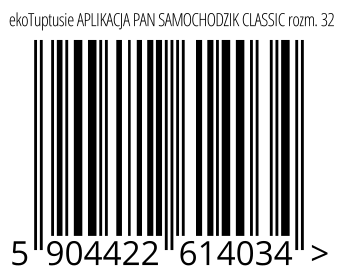 ekoTuptusie APLIKACJA PAN SAMOCHODZIK CLASSIC rozm. 32
5 904422 614034 >